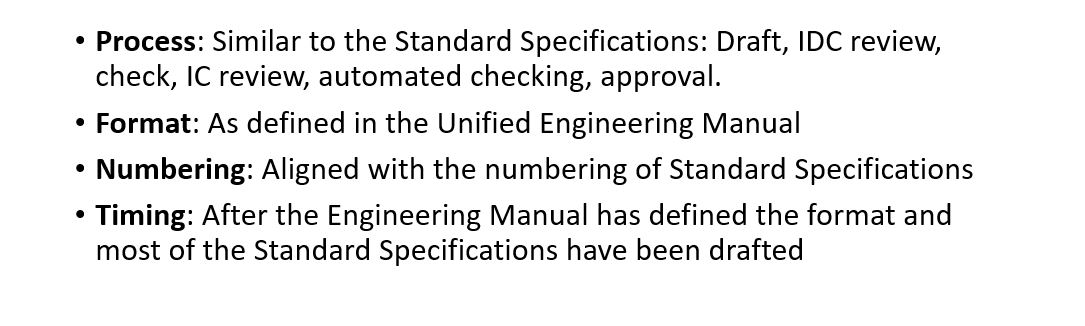 • Process: Similar to the Standard Specifications: Draft, IDC review,
check, IC review, automated checking, approval.
• Format: As defined in the Unified Engineering Manual
• Numbering: Aligned with the numbering of Standard Specifications
• Timing: After the Engineering Manual has defined the format and
most of the Standard Specifications have been drafted